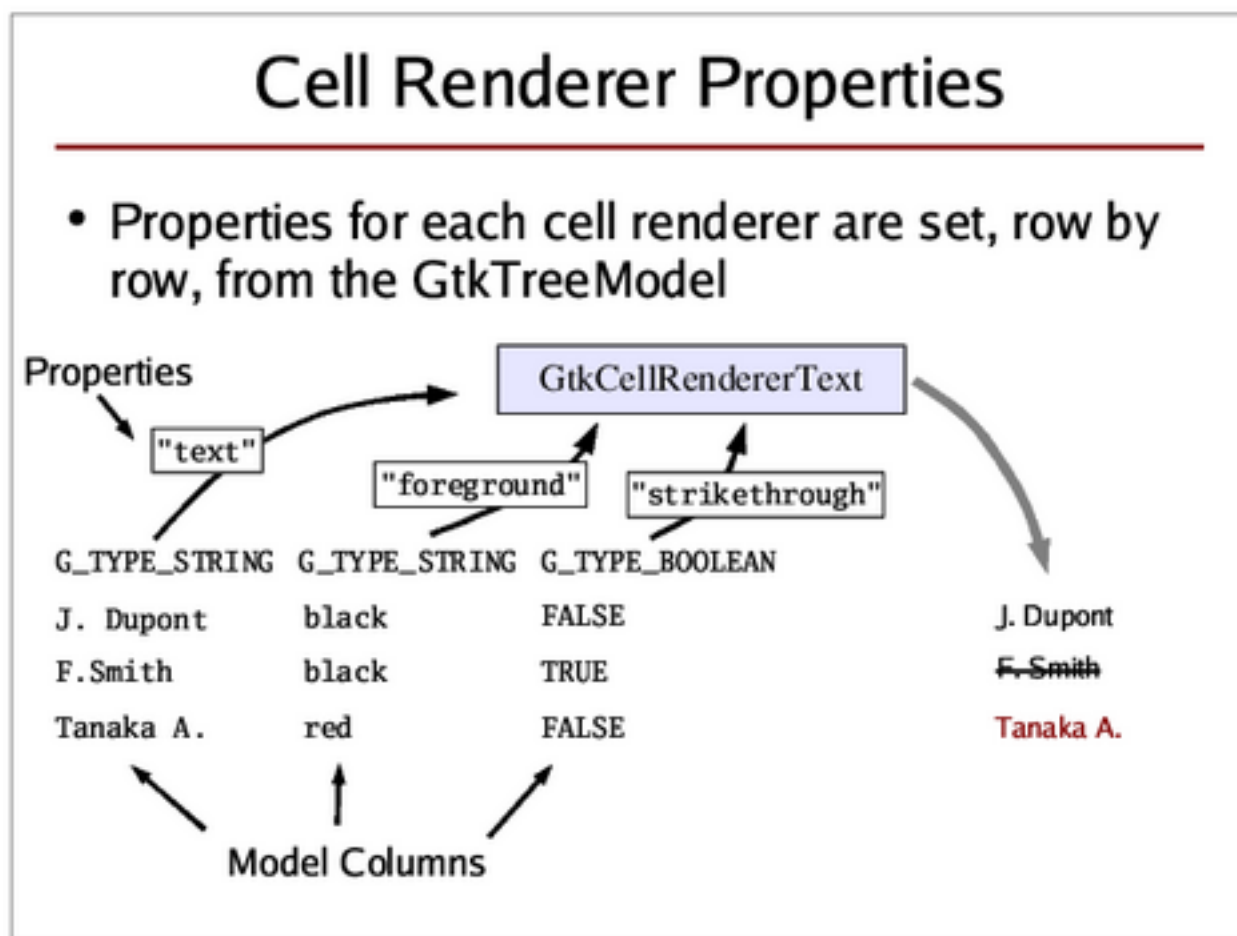 Cell Renderer Properties
• Properties for each cell renderer are set, row by
row, from the GtkTreeModel
Properties
GtkCellRendererText
"text"
"foreground"
"strikethrough"
G_TYPE_STRING G_TYPE_STRING G_TYPE_BOOLEAN
J. Dupont black FALSE J. Dupont
F.Smith black TRUE F. Smith
Tanaka A. red FALSE Tanaka A.
Model Columns